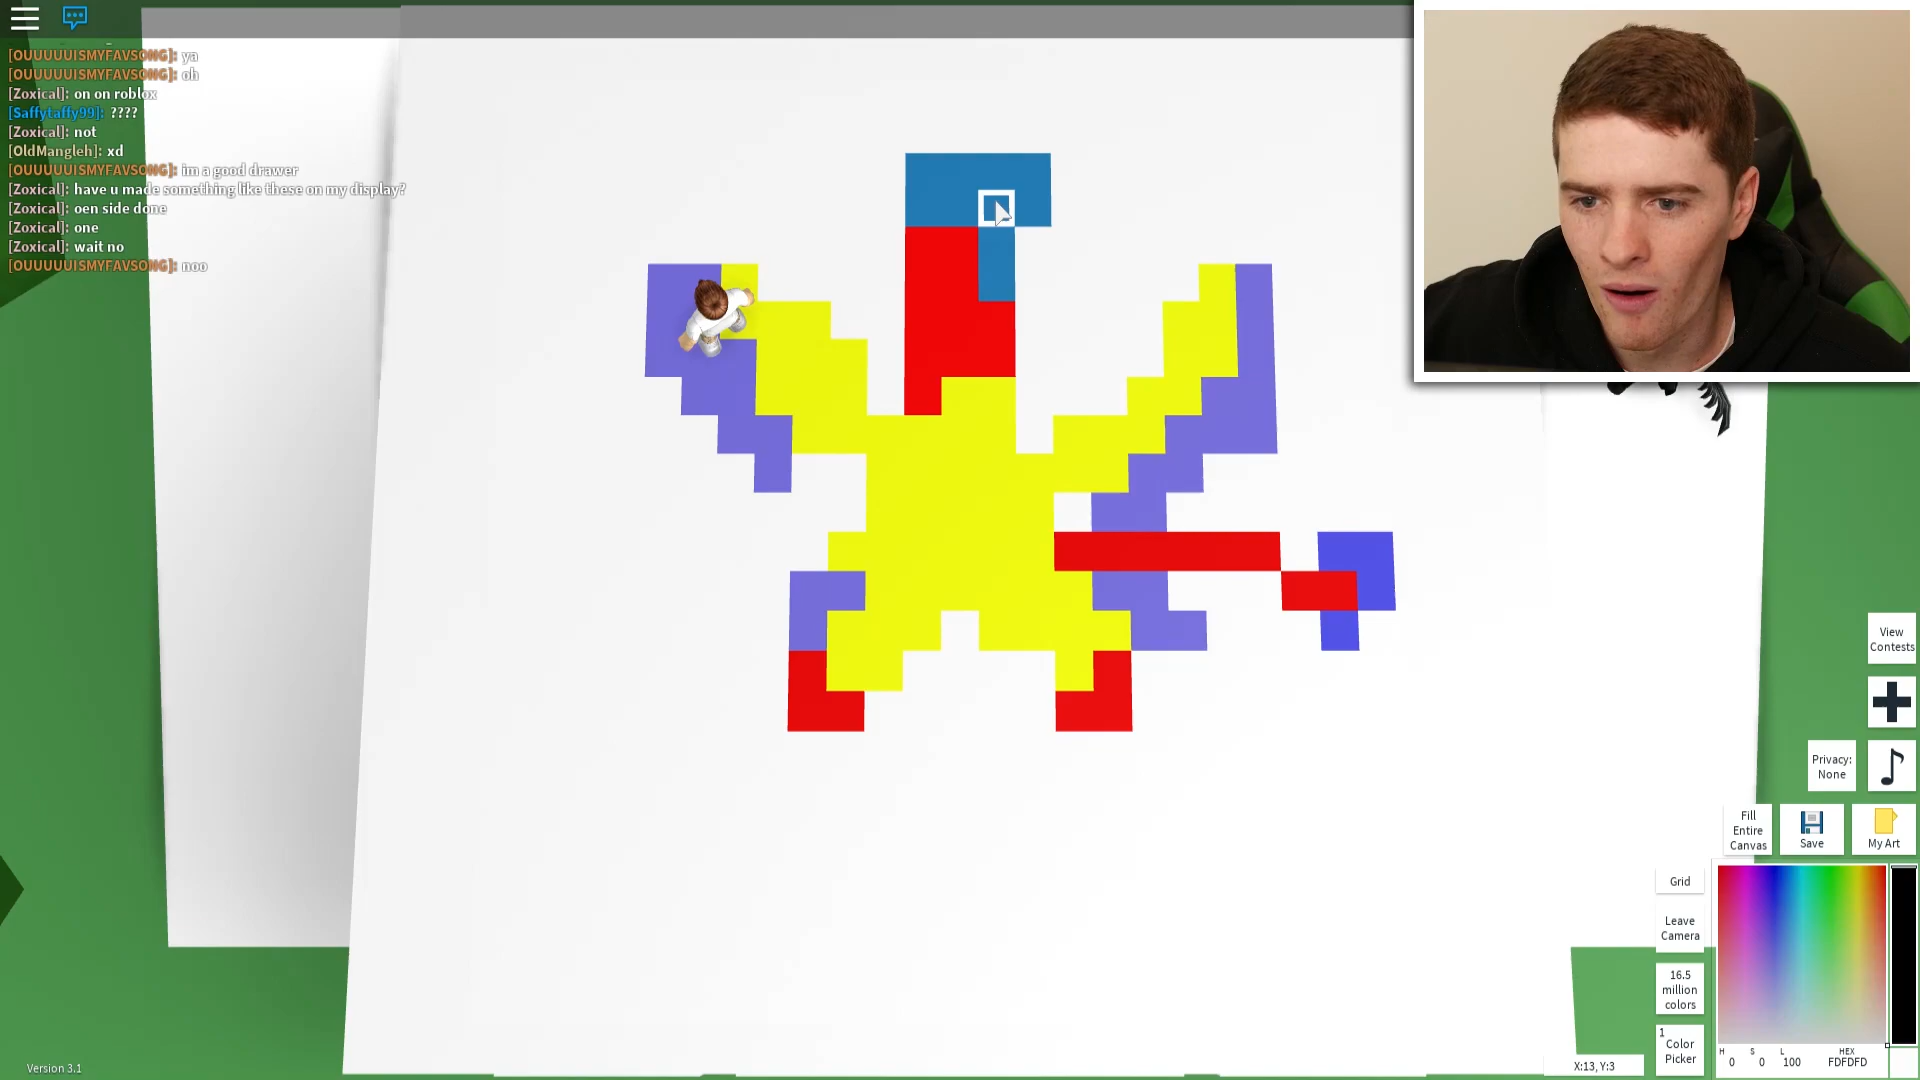 [OUUUUUISMYFAVSONG]: ya
[OUUUUUISMYFAVSONG]: oh
[Zoxical]: on on roblox
[Saffytaffy99]: ????
[Zoxical]: not
[OldMangleh]: xd
[OUUUUUISMYFAVSONG]: im a good drawer
[Zoxical]: have u made something like these on my display?
[Zoxical]: oen side done
[Zoxical]: one
[Zoxical]: wait no
[OUUUUUISMYFAVSONG]: noo
View
Contests
Privacy:
None
Fill
Entire
Canvas
Save
My Art
Grid
Leave
Camera
16.5
million
colors
1
Color
Picker
H S L HEX
0 0 100 FDFDFD
X:13, Y:3
Version 3.1